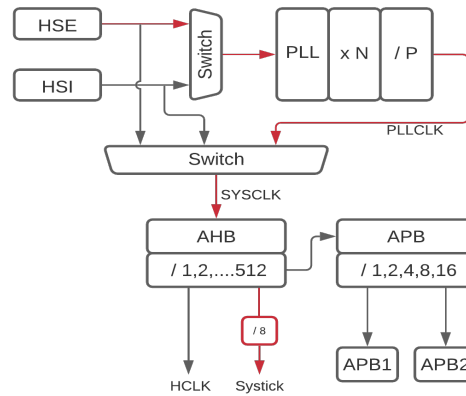 HSE
Switch
PLL
x N
/ P
HSI
PLLCLK
Switch
SYSCLK
AHB
APB
/ 1,2,....512
/ 1,2,4,8,16
/ 8
APB1
APB2
HCLK
Systick